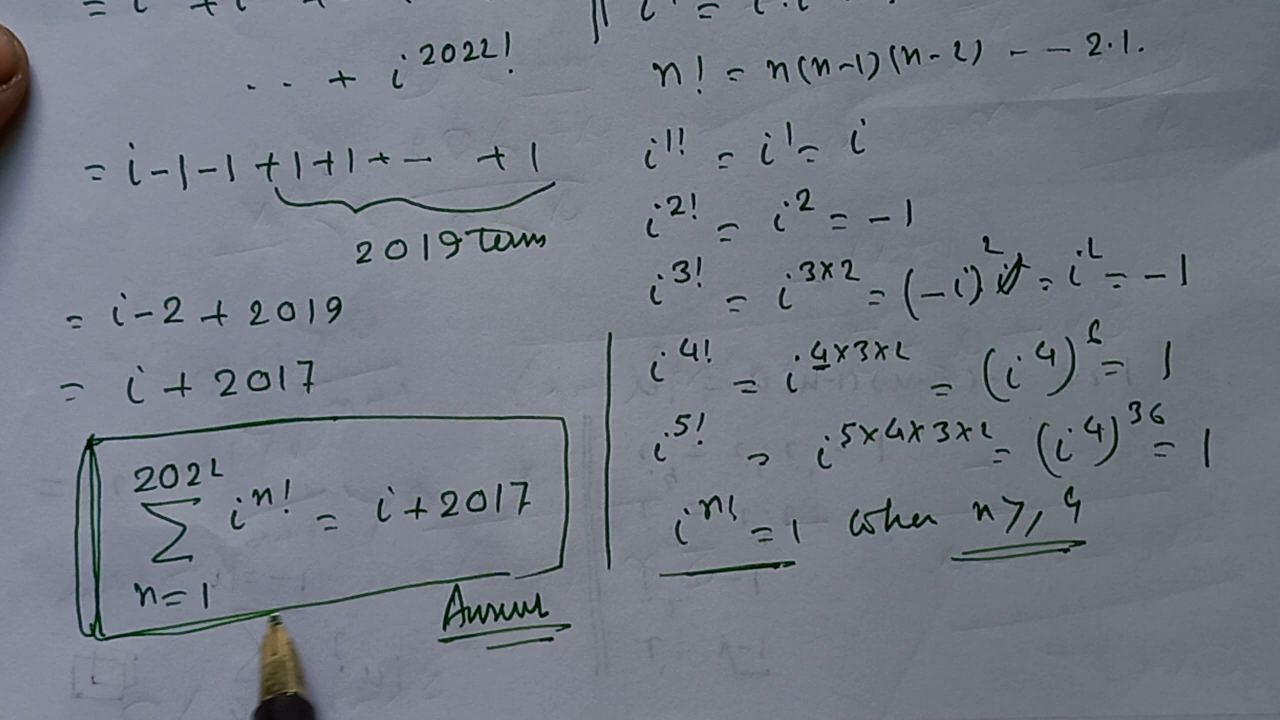 = i + i
.. + i^2022!
= i-1-1 +1+1+ -- +1
2019 Term
= i-2 + 2019
= i + 2017
2022
∑ i^n! = i+2017
n=1
Answer
n! = n(n-1)(n-2) --- 2.1.
i^1! = i^1 = i
i^2! = i^2 = -1
i^3! = i^3×2 = (-i)^2 = i^2 = -1
i^4! = i^4×3×2 = (i^4)^6 = 1
i^5! = i^5×4×3×2 = (i^4)^36 = 1
i^n! = 1 when n ≥, 4